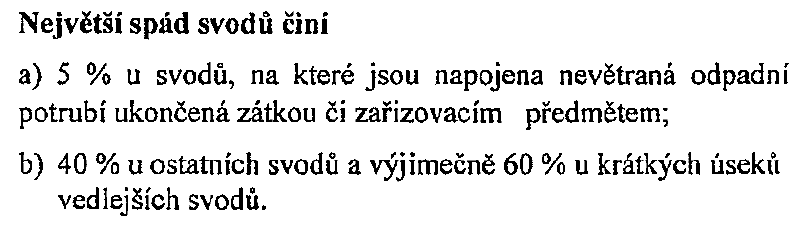 Největší spád svodů činí
a) 5 % u svodů, na které jsou napojena nevětraná odpadní
potrubí ukončená zátkou či zařizovacím předmětem;
b) 40 % u ostatních svodů a výjimečně 60 % u krátkých úseků
vedlejších svodů.